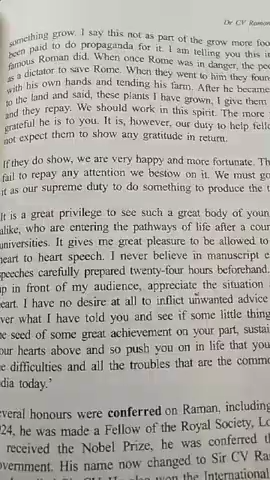 Dr CV Raman
something grow. I say this not as part of the grow more foo
been paid to do propaganda for it. I am telling you this i
famous Roman did. When once Rome was in danger, the peo
as a dictator to save Rome. When they went to him they foun
with his own hands and tending his farm. After he became
to the land and said, these plants I have grown, I give them
and they repay. We should work in this spirit. The more
grateful he is to you. It is, however, our duty to help fello
not expect them to show any gratitude in return.
If they do show, we are very happy and more fortunate. Th
fail to repay any attention we bestow on it. We must go
it as our supreme duty to do something to produce the t
It is a great privilege to see such a great body of youn
alike, who are entering the pathways of life after a cour
universities. It gives me great pleasure to be allowed to
heart to heart speech. I never believe in manuscript e
speeches carefully prepared twenty-four hours beforehand.
up in front of my audience, appreciate the situation
eart. I have no desire at all to inflict unwanted advice
ver what I have told you and see if some little thing
e seed of some great achievement on your part, sustai
our hearts above and so push you on in life that you
e difficulties and all the troubles that are the commo
dia today.'
everal honours were conferred on Raman, including
24, he was made a Fellow of the Royal Society, Lo
received the Nobel Prize, he was conferred th
overnment. His name now changed to Sir CV Ra
won the International